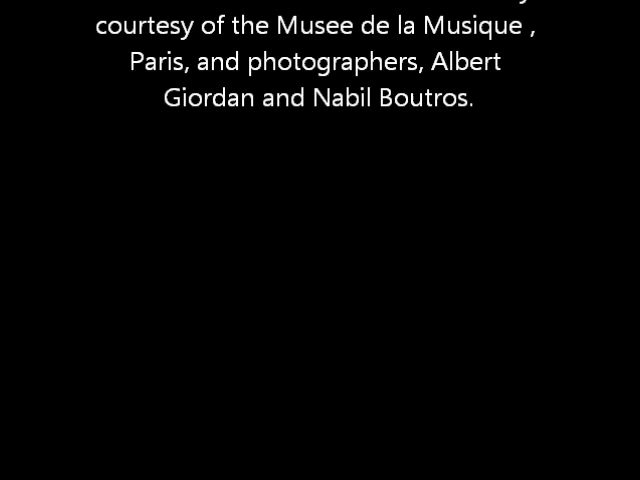 courtesy of the Musee de la Musique ,
Paris, and photographers, Albert
Giordan and Nabil Boutros.